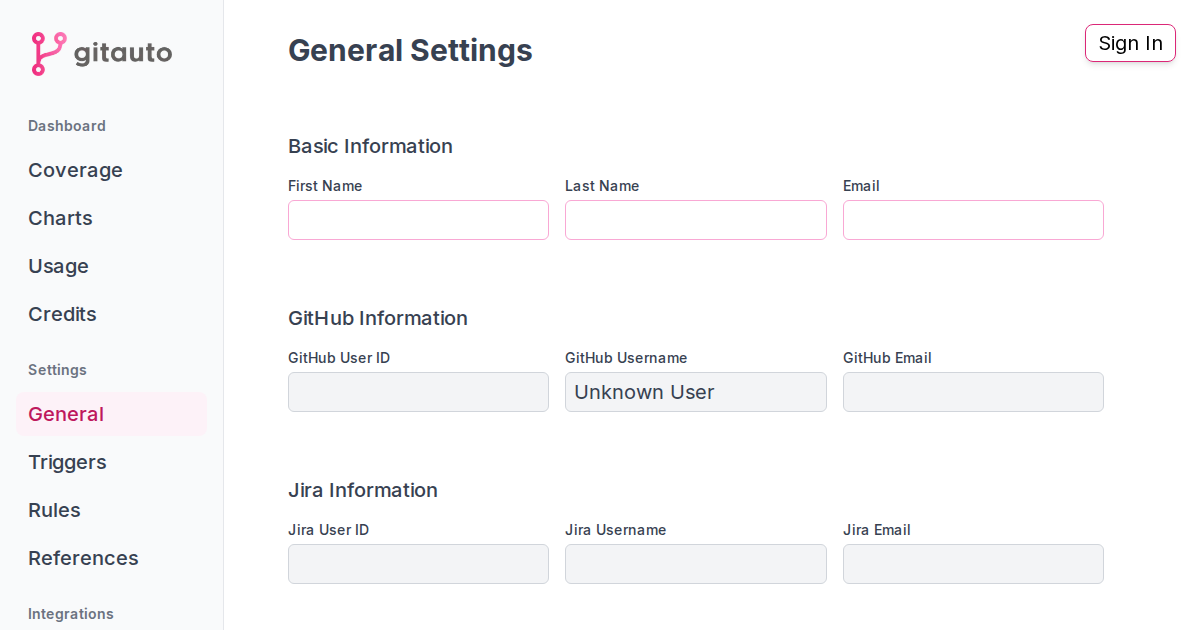 gitauto
Dashboard
Coverage
Charts
Usage
Credits
Settings
General
Triggers
Rules
References
Integrations
General Settings
Sign In
Basic Information
First Name
Last Name
Email
GitHub Information
GitHub User ID
GitHub Username
GitHub Email
Unknown User
Jira Information
Jira User ID
Jira Username
Jira Email